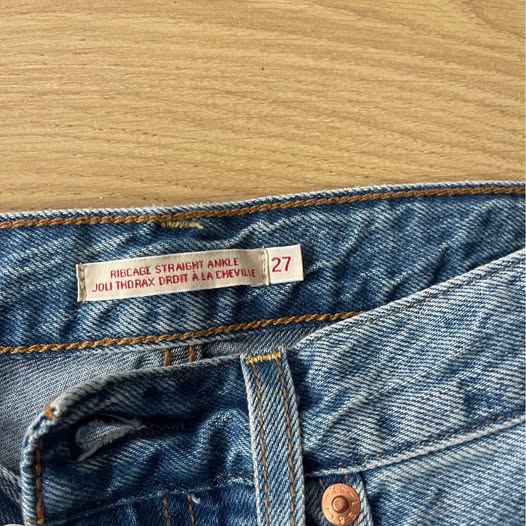 RIBCAGE STRAIGHT ANKLE
JOLI THORAX DROIT À LA CHEVILLE
27